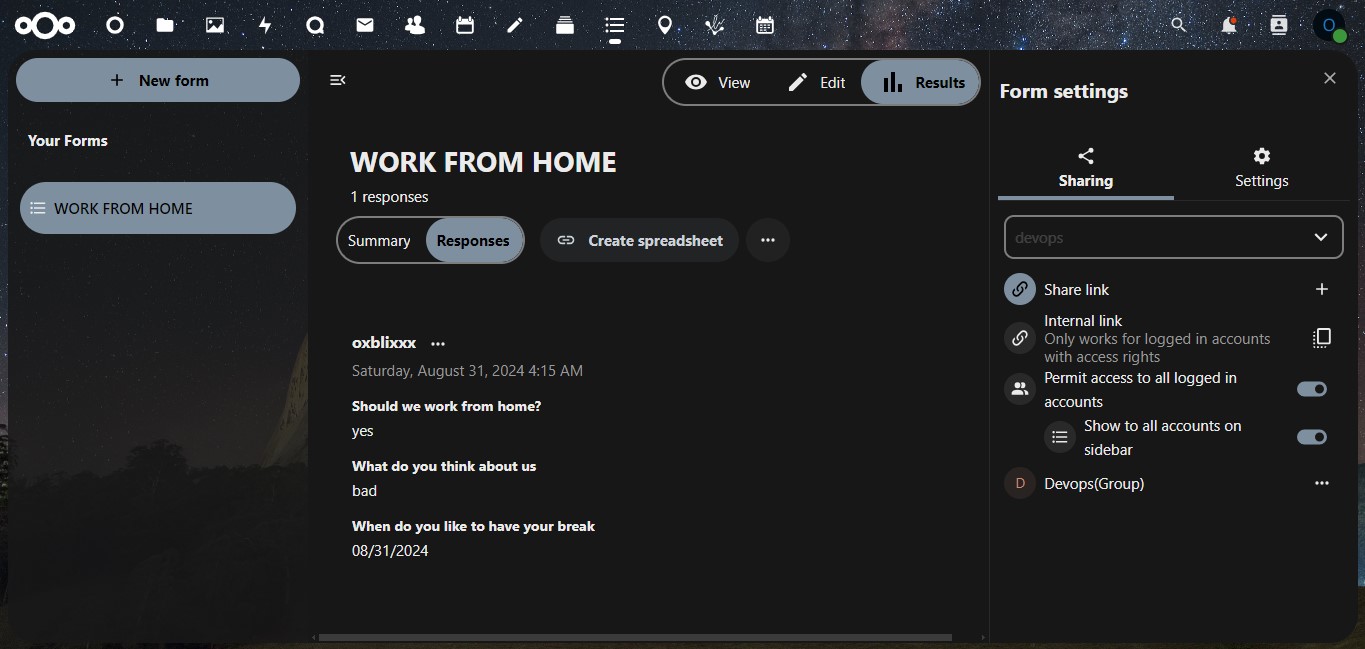 New form
Your Forms
WORK FROM HOME
View
Edit
Results
WORK FROM HOME
1 responses
Summary
Responses
Create spreadsheet
oxblixxx
Saturday, August 31, 2024 4:15 AM
Should we work from home?
yes
What do you think about us
bad
When do you like to have your break
08/31/2024
O
Form settings
Sharing
Settings
devops
Share link
Internal link
Only works for logged in accounts
with access rights
Permit access to all logged in
accounts
Show to all accounts on
sidebar
D
Devops(Group)